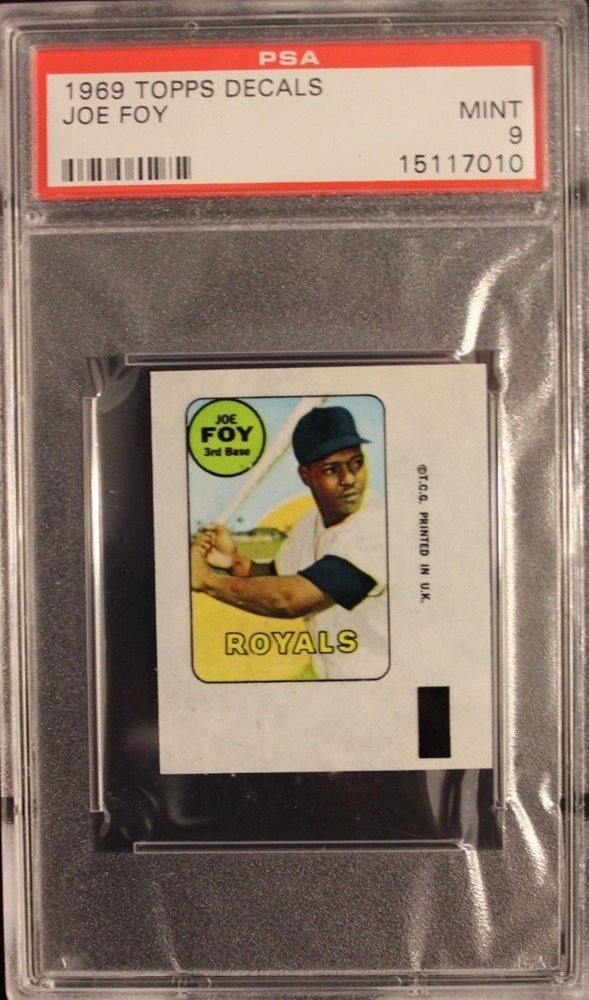 PSA
1969 TOPPS DECALS
JOE FOY
MINT
9
15117010
JOE
FOY
3rd Base
ROYALS
©T.C.G. PRINTED IN U.K.